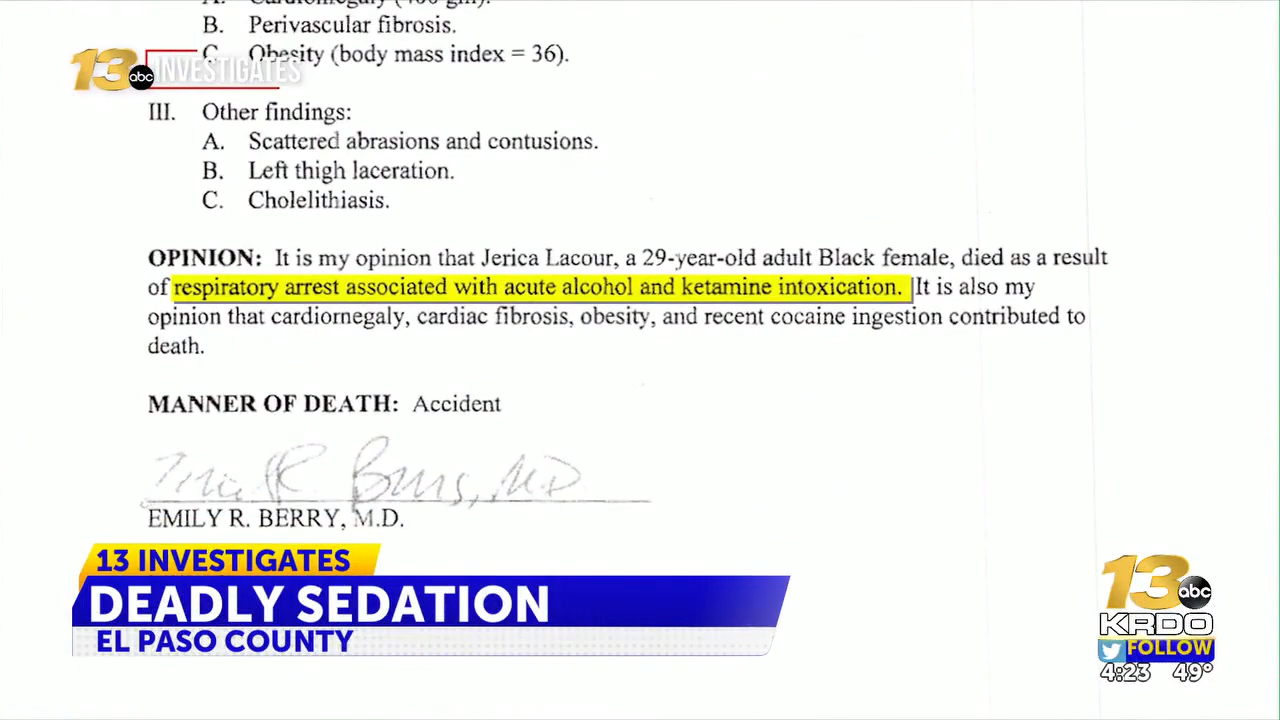 A. Cardiomegaly (400 gm).
B. Perivascular fibrosis.
C. Obesity (body mass index = 36).
13 abc INVESTIGATES
III. Other findings:
A. Scattered abrasions and contusions.
B. Left thigh laceration.
C. Cholelithiasis.
OPINION: It is my opinion that Jerica Lacour, a 29-year-old adult Black female, died as a result
of respiratory arrest associated with acute alcohol and ketamine intoxication. It is also my
opinion that cardiomegaly, cardiac fibrosis, obesity, and recent cocaine ingestion contributed to
death.
MANNER OF DEATH: Accident
EMILY R. BERRY, M.D.
13 INVESTIGATES
DEADLY SEDATION
EL PASO COUNTY
13 abc
KRDO
FOLLOW
4:23 49°